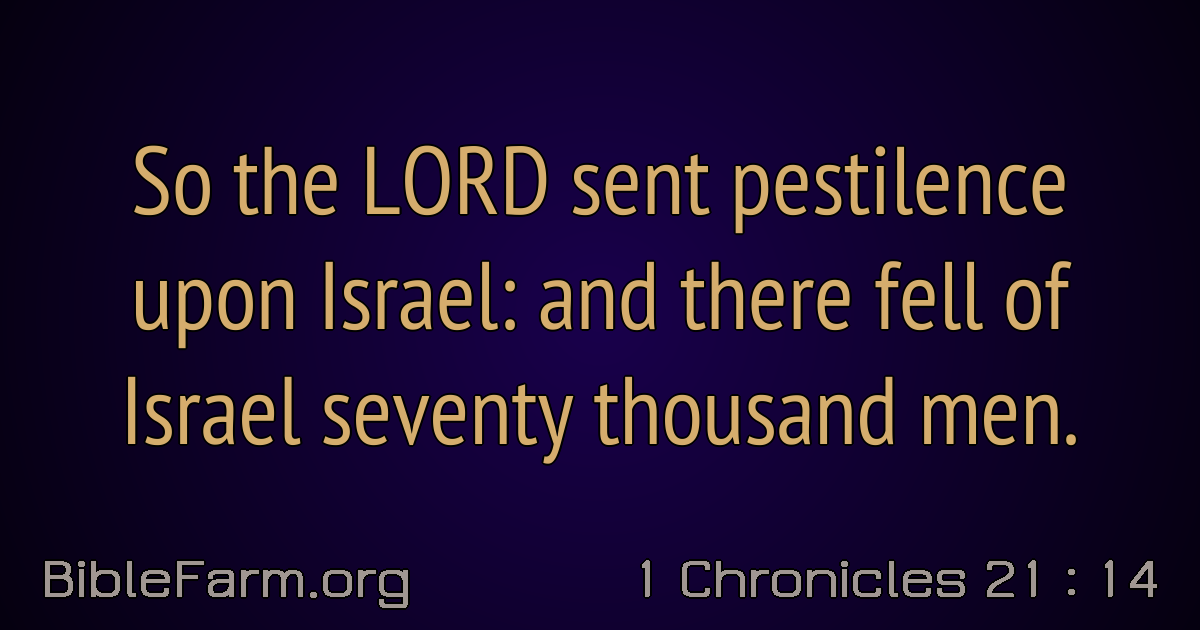 So the LORD sent pestilence
upon Israel: and there fell of
Israel seventy thousand men.
BibleFarm.org
1 Chronicles 21 : 14